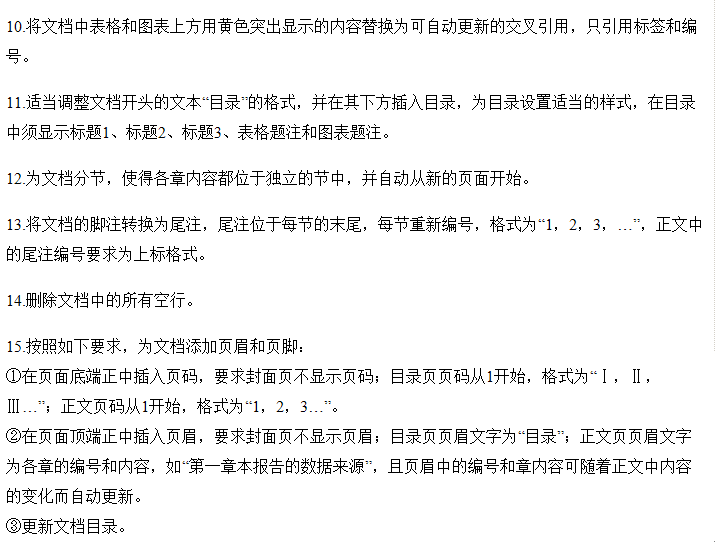 10.将文档中表格和图表上方用黄色突出显示的内容替换为可自动更新的交叉引用，只引用标签和编
号。
11.适当调整文档开头的文本“目录”的格式，并在其下方插入目录，为目录设置适当的样式，在目录
中须显示标题1、标题2、标题3、表格题注和图表题注。
12.为文档分节，使得各章内容都位于独立的节中，并自动从新的页面开始。
13.将文档的脚注转换为尾注，尾注位于每节的末尾，每节重新编号，格式为“1，2，3，…”，正文中
的尾注编号要求为上标格式。
14.删除文档中的所有空行。
15.按照如下要求，为文档添加页眉和页脚：
①在页面底端正中插入页码，要求封面页不显示页码；目录页页码从1开始，格式为“Ⅰ，Ⅱ，
Ⅲ…”；正文页码从1开始，格式为“1，2，3…”。
②在页面顶端正中插入页眉，要求封面页不显示页眉；目录页页眉文字为“目录”；正文页页眉文字
为各章的编号和内容，如“第一章本报告的数据来源”，且页眉中的编号和章内容可随着正文中内容
的变化而自动更新。
③更新文档目录。